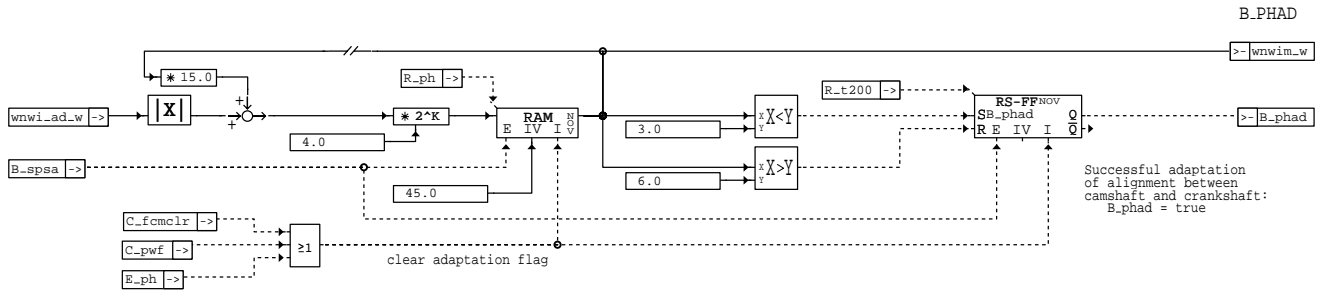 B_PHAD
>- wnwim_w
* 15.0
R_ph ->
R_t200 ->
wnwi_ad_w ->
|X|
+
+
* 2^K
RAM NOV
E IV I
4.0
X
Y
X<Y
3.0
RS-FF NOV
S B_phad Q
R E IV I Q
>- B_phad
B_spsa ->
45.0
X
Y
X>Y
6.0
Successful adaptation
of alignment between
camshaft and crankshaft:
B_phad = true
C_fcmclr ->
C_pwf ->
≥1
clear adaptation flag
E_ph ->